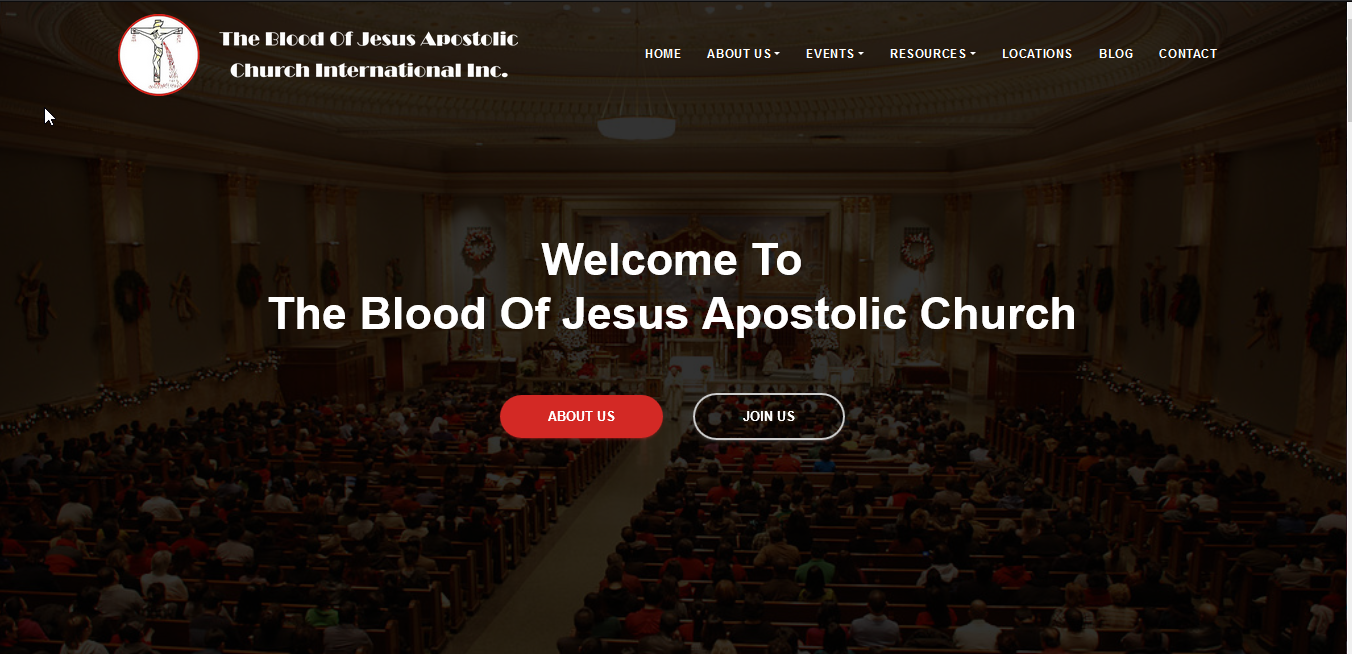 The Blood Of Jesus Apostolic
Church International Inc.
HOME ABOUT US EVENTS RESOURCES LOCATIONS BLOG CONTACT
Welcome To
The Blood Of Jesus Apostolic Church
ABOUT US JOIN US